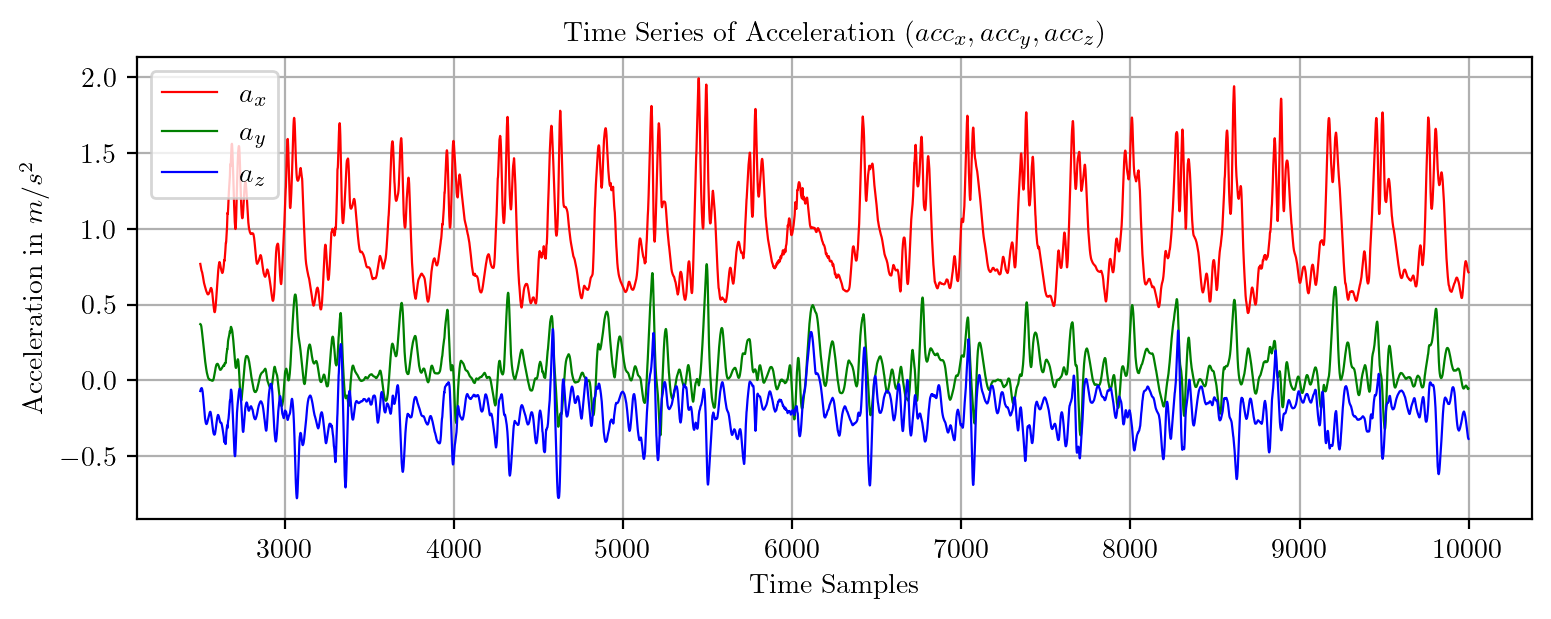 Time Series of Acceleration (acc_x, acc_y, acc_z)
Acceleration in m/s²
2.0
1.5
1.0
0.5
0.0
−0.5
a_x
a_y
a_z
3000 4000 5000 6000 7000 8000 9000 10000
Time Samples